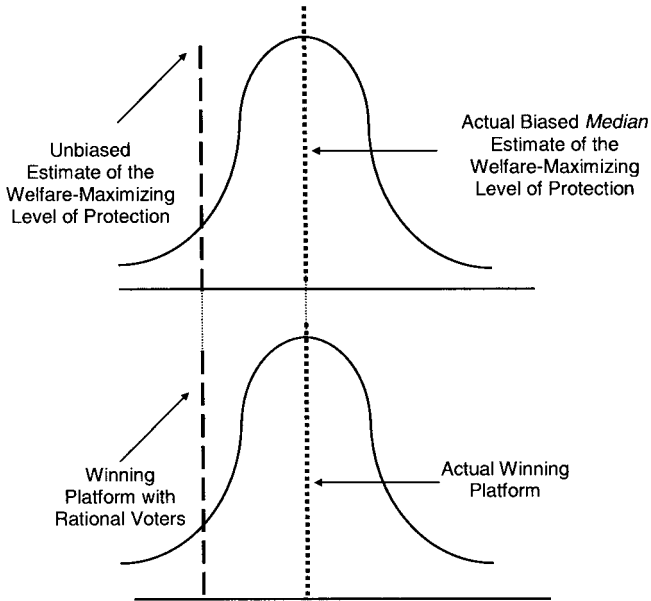 Unbiased
Estimate of the
Welfare-Maximizing
Level of Protection
Actual Biased Median
Estimate of the
Welfare-Maximizing
Level of Protection
Winning
Platform with
Rational Voters
Actual Winning
Platform